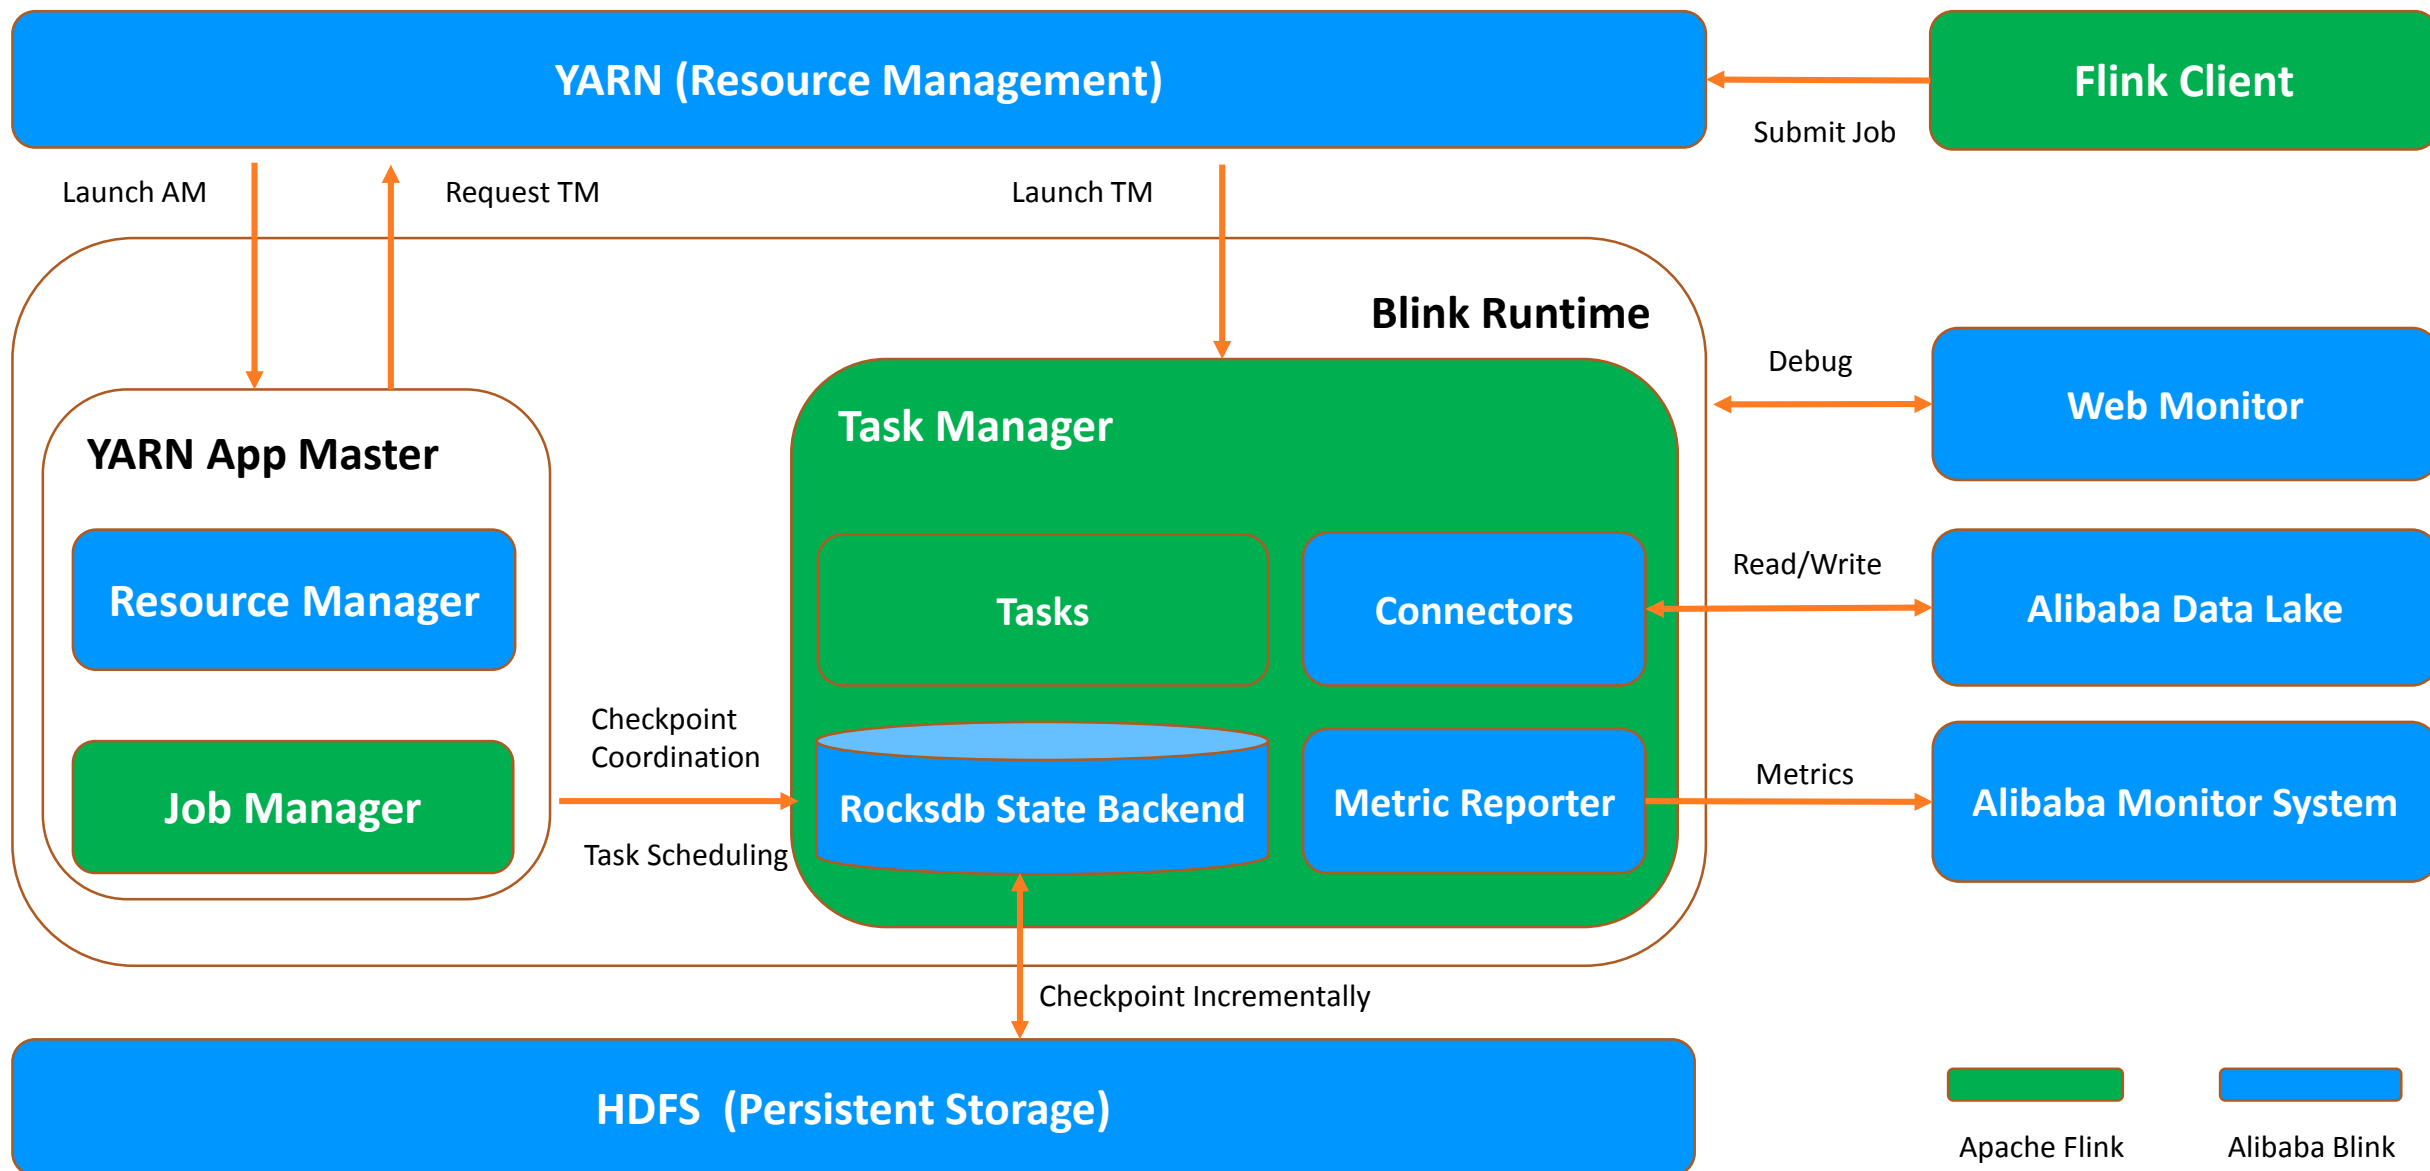 YARN (Resource Management)
Flink Client
Submit Job
Launch AM
Request TM
Launch TM
Blink Runtime
Debug
Web Monitor
YARN App Master
Task Manager
Resource Manager
Tasks
Connectors
Read/Write
Alibaba Data Lake
Checkpoint
Coordination
Job Manager
Task Scheduling
Rocksdb State Backend
Metric Reporter
Metrics
Alibaba Monitor System
Checkpoint Incrementally
HDFS (Persistent Storage)
Apache Flink
Alibaba Blink